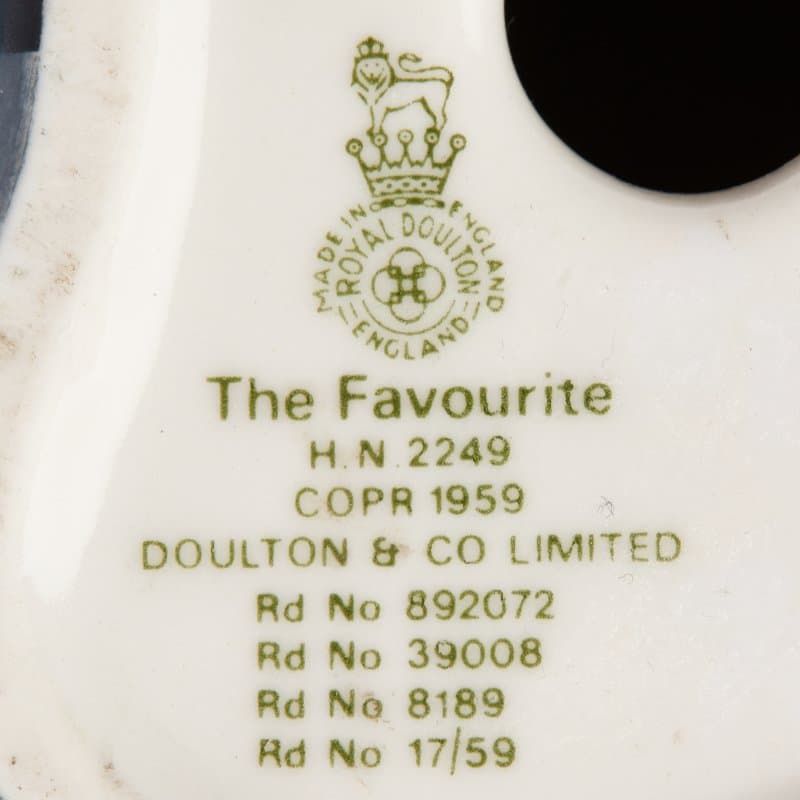 MADE IN ENGLAND
ROYAL DOULTON
ENGLAND
The Favourite
H.N.2249
COPR 1959
DOULTON & CO LIMITED
Rd No 892072
Rd No 39008
Rd No 8189
Rd No 17/59